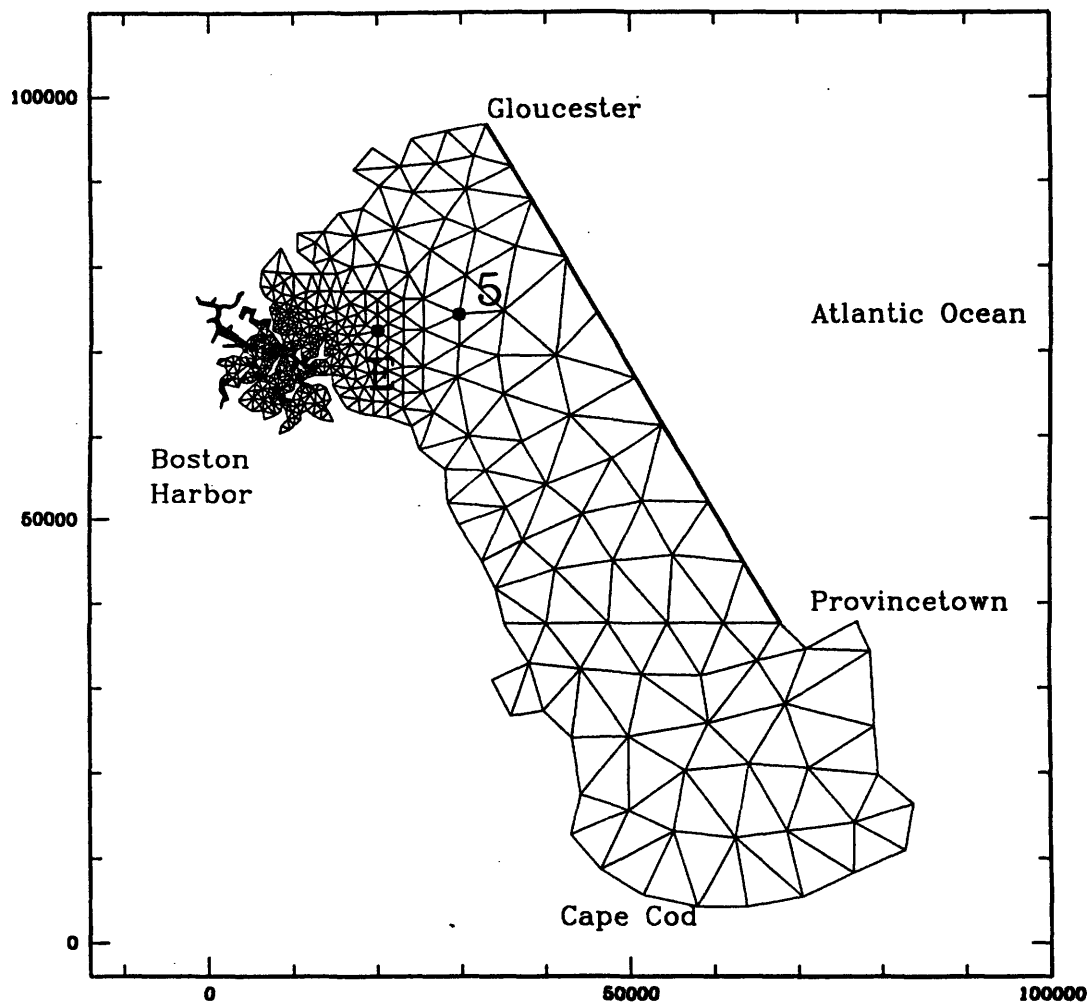 100000
Gloucester
5
Atlantic Ocean
Boston
Harbor
50000
Provincetown
Cape Cod
0
0
50000
100000